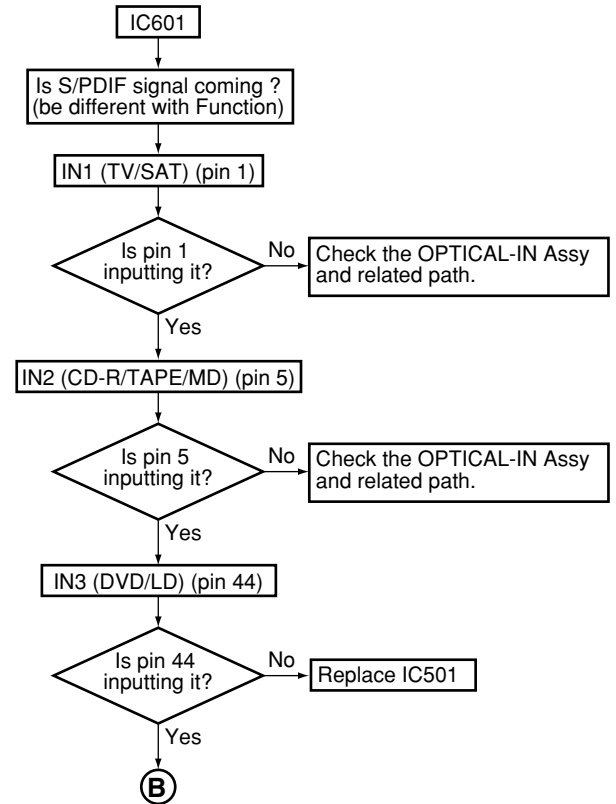 IC601
Is S/PDIF signal coming ?
(be different with Function)
IN1 (TV/SAT) (pin 1)
Is pin 1
inputting it?
No
Check the OPTICAL-IN Assy
and related path.
Yes
IN2 (CD-R/TAPE/MD) (pin 5)
Is pin 5
inputting it?
No
Check the OPTICAL-IN Assy
and related path.
Yes
IN3 (DVD/LD) (pin 44)
Is pin 44
inputting it?
No
Replace IC501
Yes
B